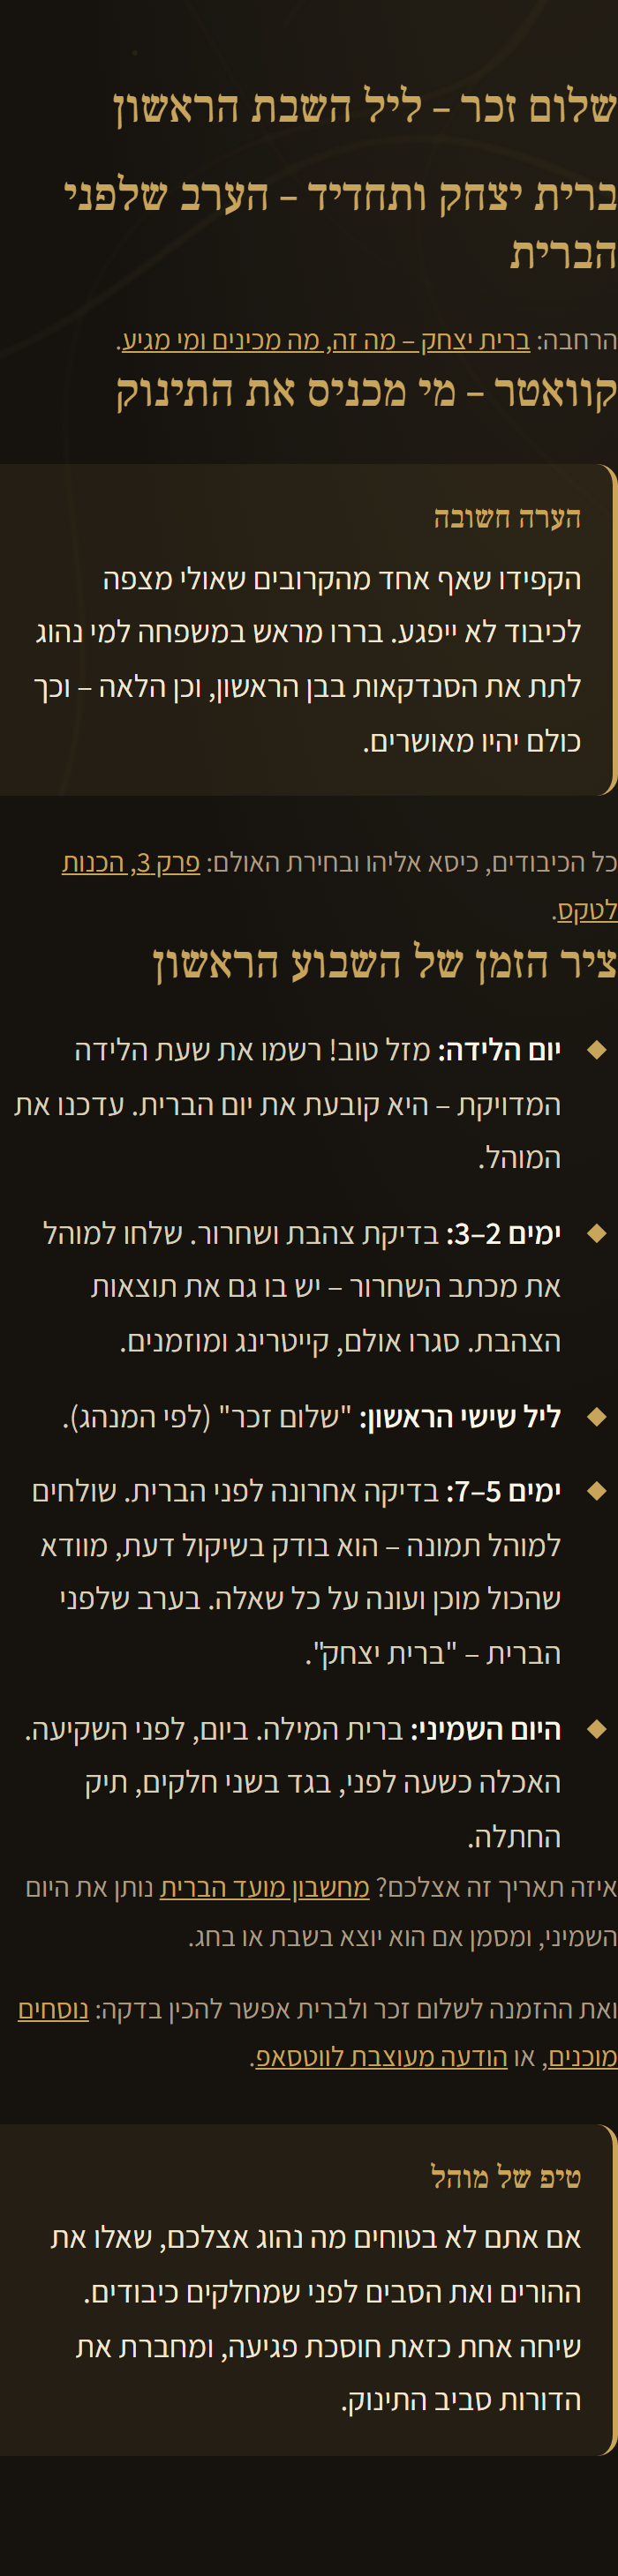 שלום זכר – ליל השבת הראשון
ברית יצחק ותחדיד – הערב שלפני
הברית
הרחבה: ברית יצחק – מה זה, מה מכינים ומי מגיע.
קוואטר – מי מכניס את התינוק
הערה חשובה
הקפידו שאף אחד מהקרובים שאולי מצפה
לכיבוד לא ייפגע. בררו מראש במשפחה למי נהוג
לתת את הסנדקאות בבן הראשון, וכן הלאה – וכך
כולם יהיו מאושרים.
כל הכיבודים, כיסא אליהו ובחירת האולם: פרק 3, הכנות
לטקס.
ציר הזמן של השבוע הראשון
יום הלידה: מזל טוב! רשמו את שעת הלידה
המדויקת – היא קובעת את יום הברית. עדכנו את
המוהל.
ימים 2–3: בדיקת צהבת ושחרור. שלחו למוהל
את מכתב השחרור – יש בו גם את תוצאות
הצהבת. סגרו אולם, קייטרינג ומוזמנים.
ליל שישי הראשון: "שלום זכר" (לפי המנהג).
ימים 5–7: בדיקה אחרונה לפני הברית. שולחים
למוהל תמונה – הוא בודק בשיקול דעת, מוודא
שהכול מוכן ועונה על כל שאלה. בערב שלפני
הברית – "ברית יצחק".
היום השמיני: ברית המילה. ביום, לפני השקיעה.
האכלה כשעה לפני, בגד בשני חלקים, תיק
החתלה.
איזה תאריך זה אצלכם? מחשבון מועד הברית נותן את היום
השמיני, ומסמן אם הוא יוצא בשבת או בחג.
ואת ההזמנה לשלום זכר ולברית אפשר להכין בדקה: נוסחים
מוכנים, או הודעה מעוצבת לווטסאפ.
טיפ של מוהל
אם אתם לא בטוחים מה נהוג אצלכם, שאלו את
ההורים ואת הסבים לפני שמחלקים כיבודים.
שיחה אחת כזאת חוסכת פגיעה, ומחברת את
הדורות סביב התינוק.